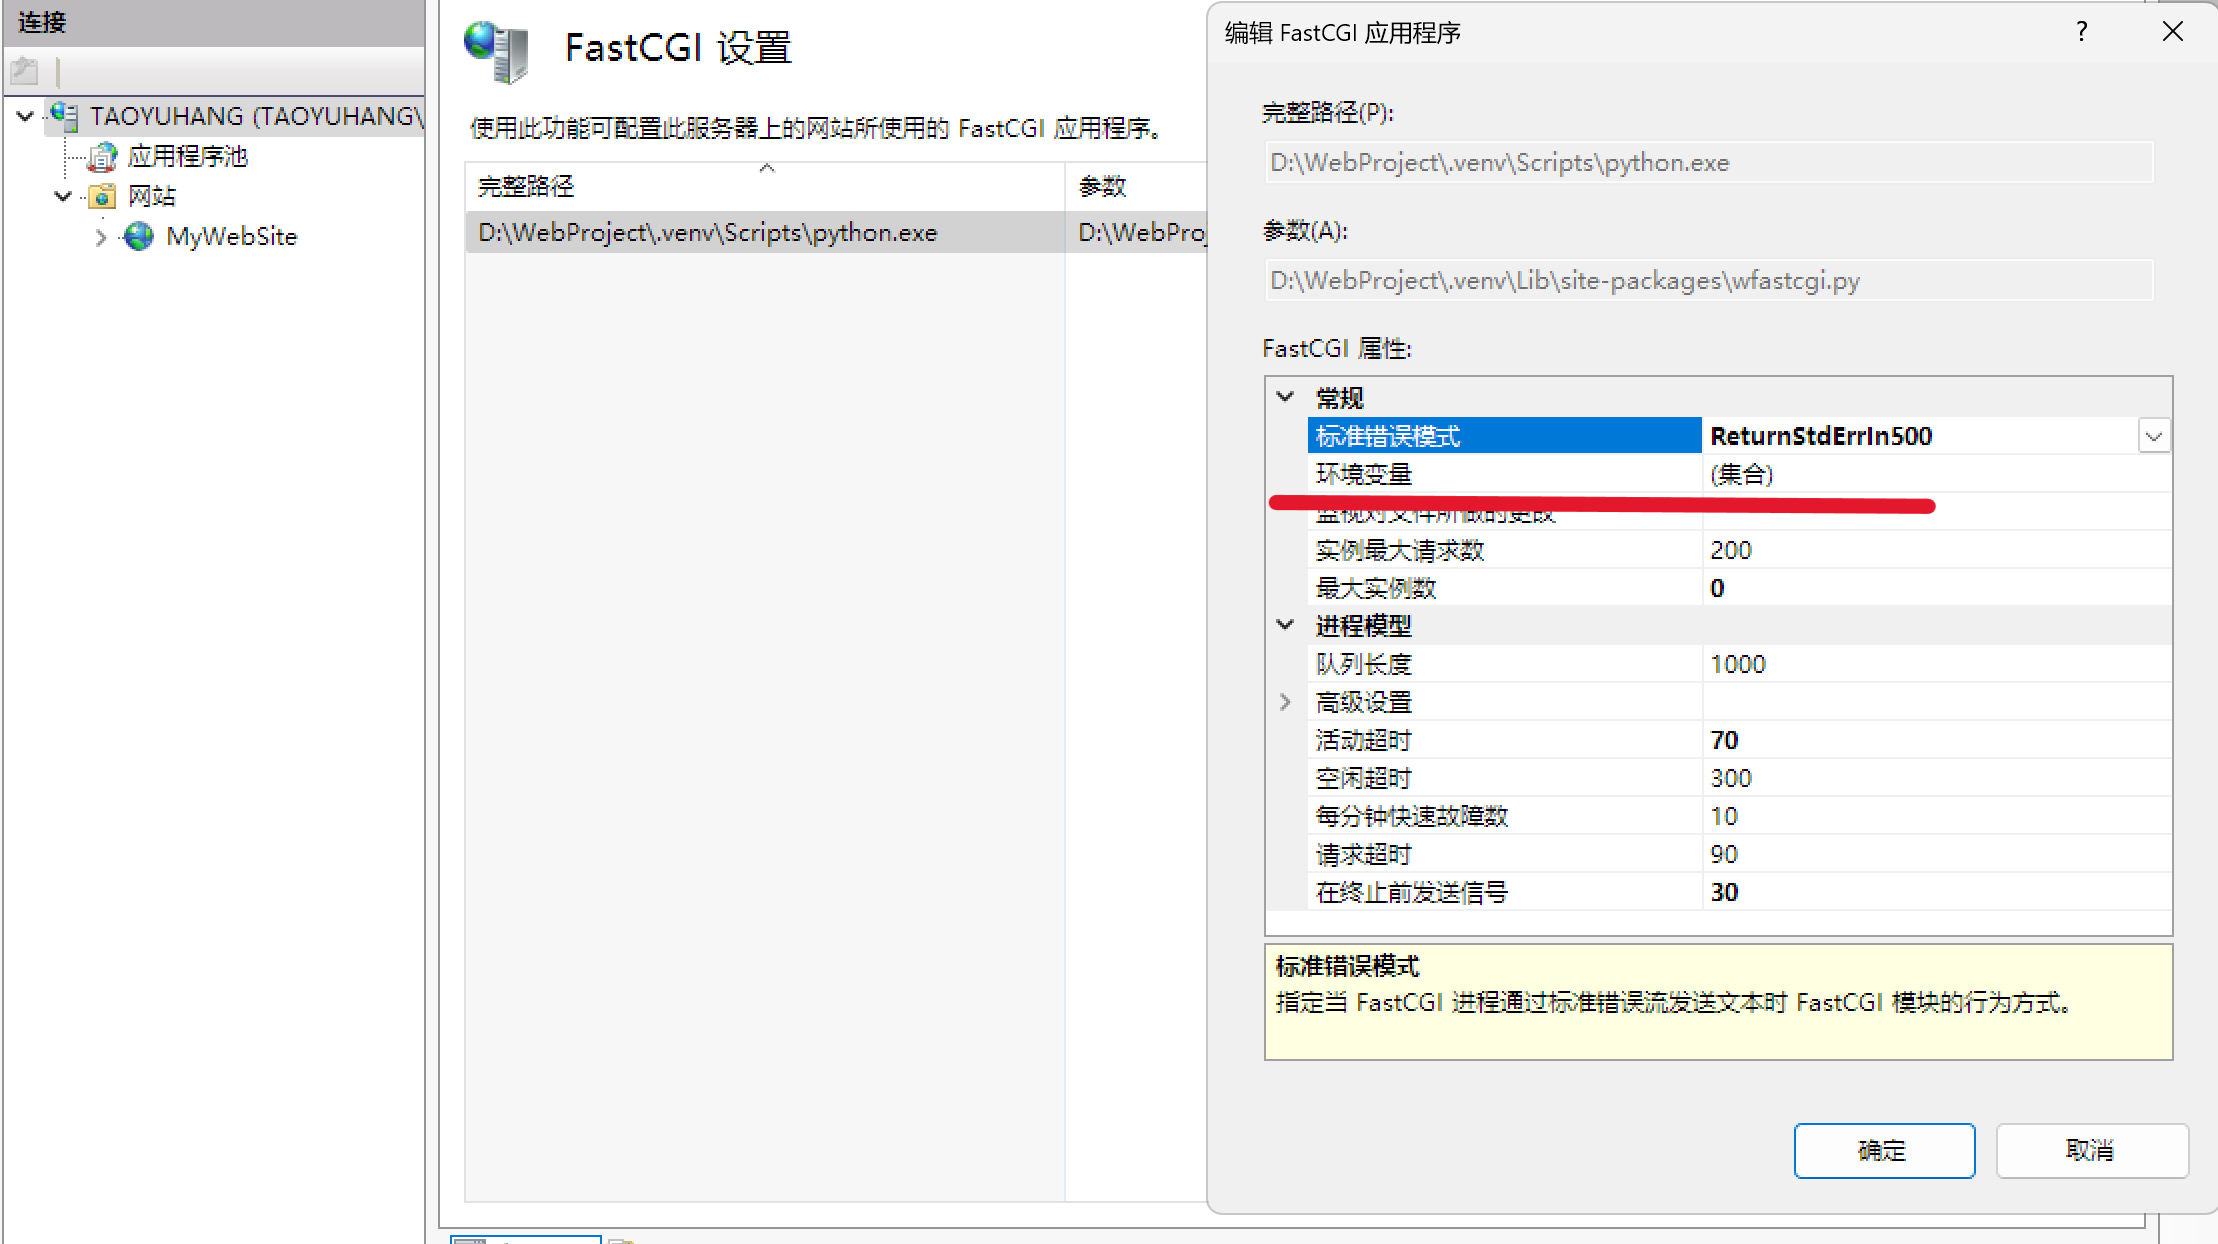 连接
TAOYUHANG (TAOYUHANG\
应用程序池
网站
MyWebSite
FastCGI 设置
使用此功能可配置此服务器上的网站所使用的 FastCGI 应用程序。
完整路径
参数
D:\WebProject\.venv\Scripts\python.exe
D:\WebProj
编辑 FastCGI 应用程序
完整路径(P):
D:\WebProject\.venv\Scripts\python.exe
参数(A):
D:\WebProject\.venv\Lib\site-packages\wfastcgi.py
FastCGI 属性:
常规
标准错误模式 ReturnStdErrIn500
环境变量 (集合)
监视对文件所做的更改
实例最大请求数 200
最大实例数 0
进程模型
队列长度 1000
高级设置
活动超时 70
空闲超时 300
每分钟快速故障数 10
请求超时 90
在终止前发送信号 30
标准错误模式
指定当 FastCGI 进程通过标准错误流发送文本时 FastCGI 模块的行为方式。
确定
取消